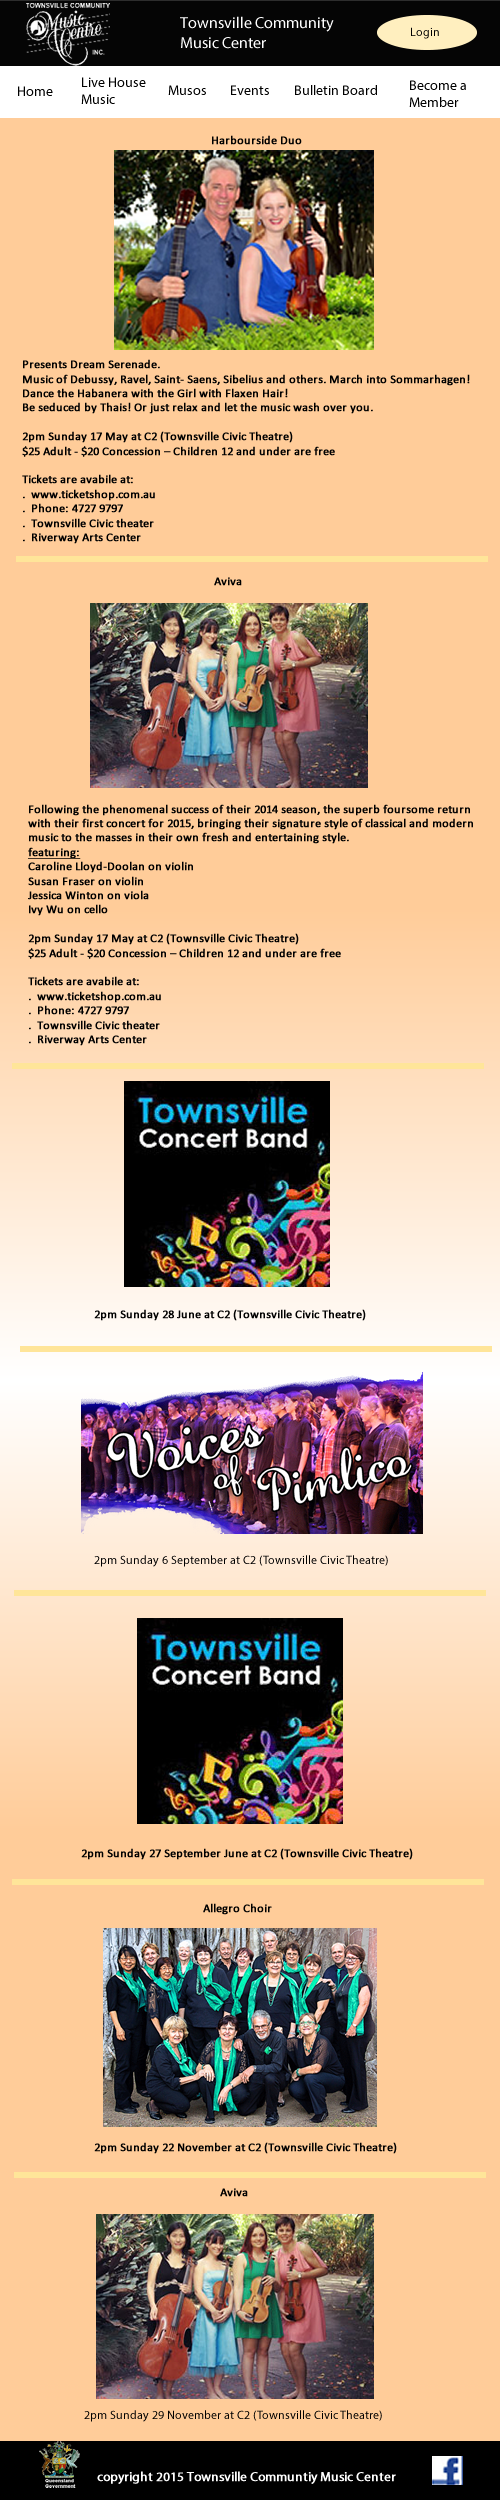 TOWNSVILLE COMMUNITY
Music Centre
INC.
Townsville Community
Music Center
Login
Home
Live House
Music
Musos
Events
Bulletin Board
Become a
Member
Harbourside Duo
Presents Dream Serenade.
Music of Debussy, Ravel, Saint- Saens, Sibelius and others. March into Sommarhagen!
Dance the Habanera with the Girl with Flaxen Hair!
Be seduced by Thais! Or just relax and let the music wash over you.
2pm Sunday 17 May at C2 (Townsville Civic Theatre)
$25 Adult - $20 Concession – Children 12 and under are free
Tickets are avabile at:
. www.ticketshop.com.au
. Phone: 4727 9797
. Townsville Civic theater
. Riverway Arts Center
Aviva
Following the phenomenal success of their 2014 season, the superb foursome return
with their first concert for 2015, bringing their signature style of classical and modern
music to the masses in their own fresh and entertaining style.
featuring:
Caroline Lloyd-Doolan on violin
Susan Fraser on violin
Jessica Winton on viola
Ivy Wu on cello
2pm Sunday 17 May at C2 (Townsville Civic Theatre)
$25 Adult - $20 Concession – Children 12 and under are free
Tickets are avabile at:
. www.ticketshop.com.au
. Phone: 4727 9797
. Townsville Civic theater
. Riverway Arts Center
Townsville
Concert Band
2pm Sunday 28 June at C2 (Townsville Civic Theatre)
Voices
of Pimlico
2pm Sunday 6 September at C2 (Townsville Civic Theatre)
Townsville
Concert Band
2pm Sunday 27 September June at C2 (Townsville Civic Theatre)
Allegro Choir
2pm Sunday 22 November at C2 (Townsville Civic Theatre)
Aviva
2pm Sunday 29 November at C2 (Townsville Civic Theatre)
Queensland
Government
copyright 2015 Townsville Communtiy Music Center
f